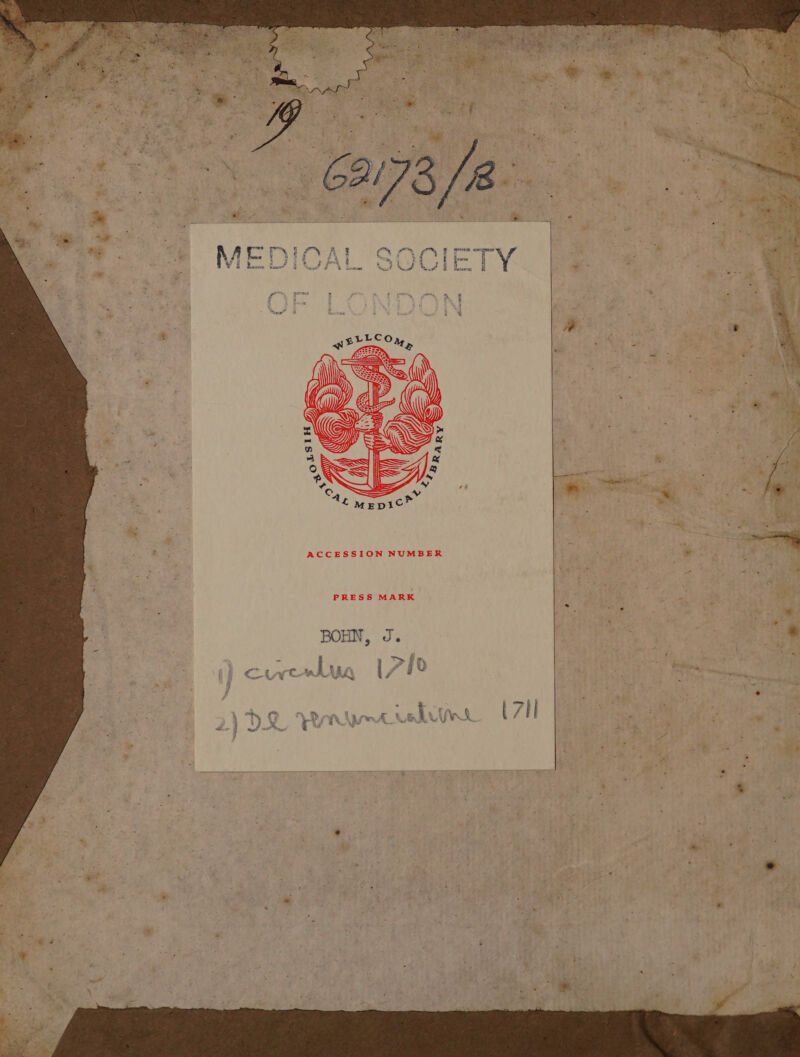 19
62173/B
MEDICAL SOCIETY
OF LONDON
WELLCOME
HISTORICAL MEDICAL LIBRARY
ACCESSION NUMBER
PRESS MARK
BOHN, J.
1) circulus 1710
2) De renunciatione 1711